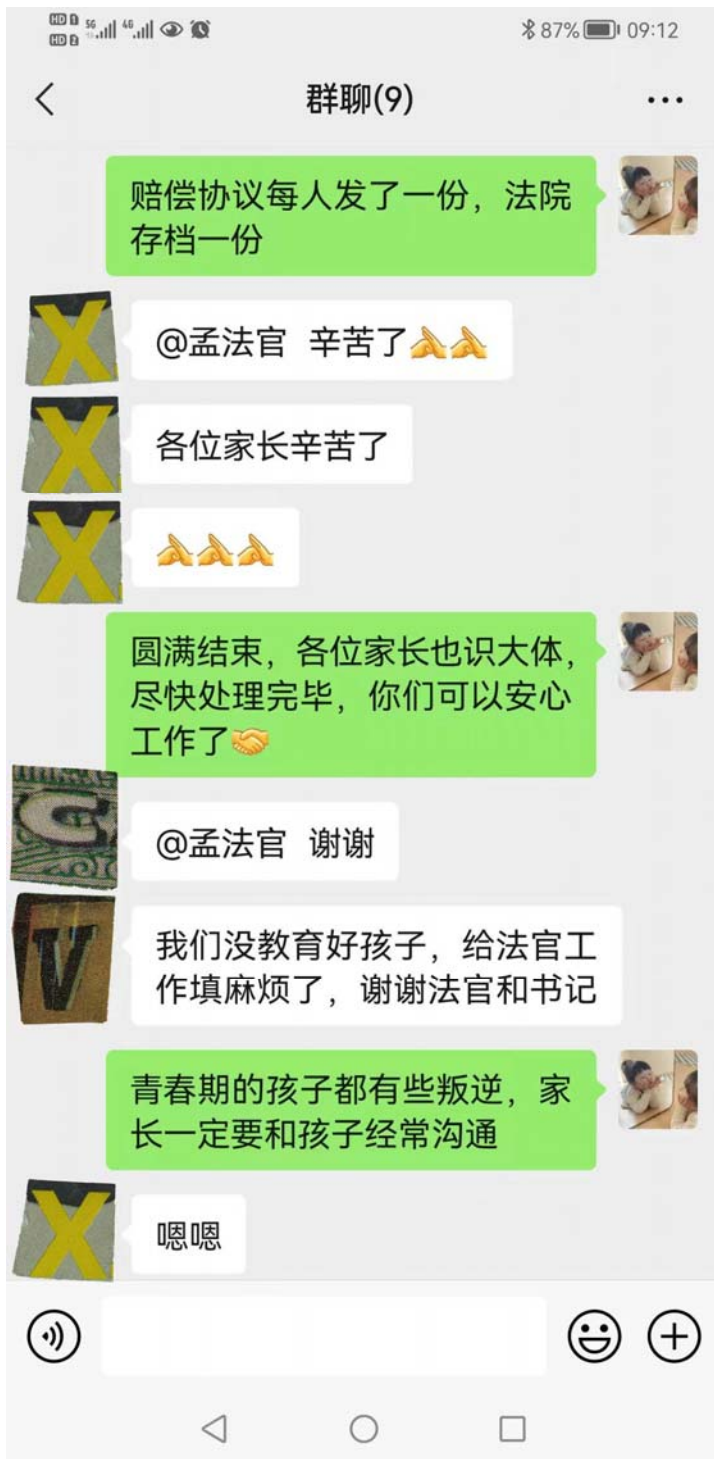 HD 1 5G 4G 87% 09:12
HD 2
群聊(9)
赔偿协议每人发了一份，法院
存档一份
X
@孟法官 辛苦了
X
各位家长辛苦了
X
圆满结束，各位家长也识大体，
尽快处理完毕，你们可以安心
工作了
C
@孟法官 谢谢
V
我们没教育好孩子，给法官工
作填麻烦了，谢谢法官和书记
青春期的孩子都有些叛逆，家
长一定要和孩子经常沟通
X
嗯嗯